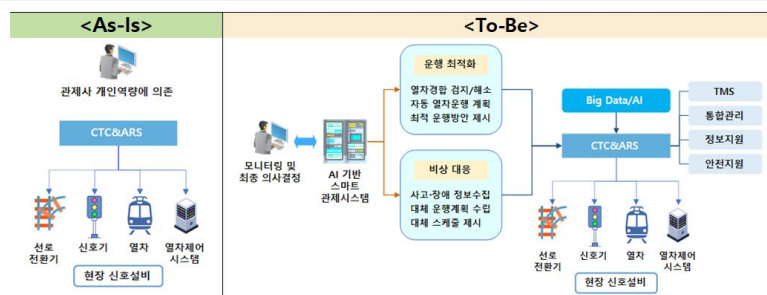 <As-Is>
관제사 개인역량에 의존
CTC&ARS
선로
전환기
신호기
열차
열차제어
시스템
현장 신호설비
<To-Be>
모니터링 및
최종 의사결정
AI 기반
스마트
관제시스템
운행 최적화
열차경합 검지/해소
자동 열차운행 계획
최적 운행방안 제시
비상 대응
사고·장애 정보수집
대체 운행계획 수립
대체 스케줄 제시
Big Data/AI
CTC&ARS
TMS
통합관리
정보지원
안전지원
선로
전환기
신호기
열차
열차제어
시스템
현장 신호설비